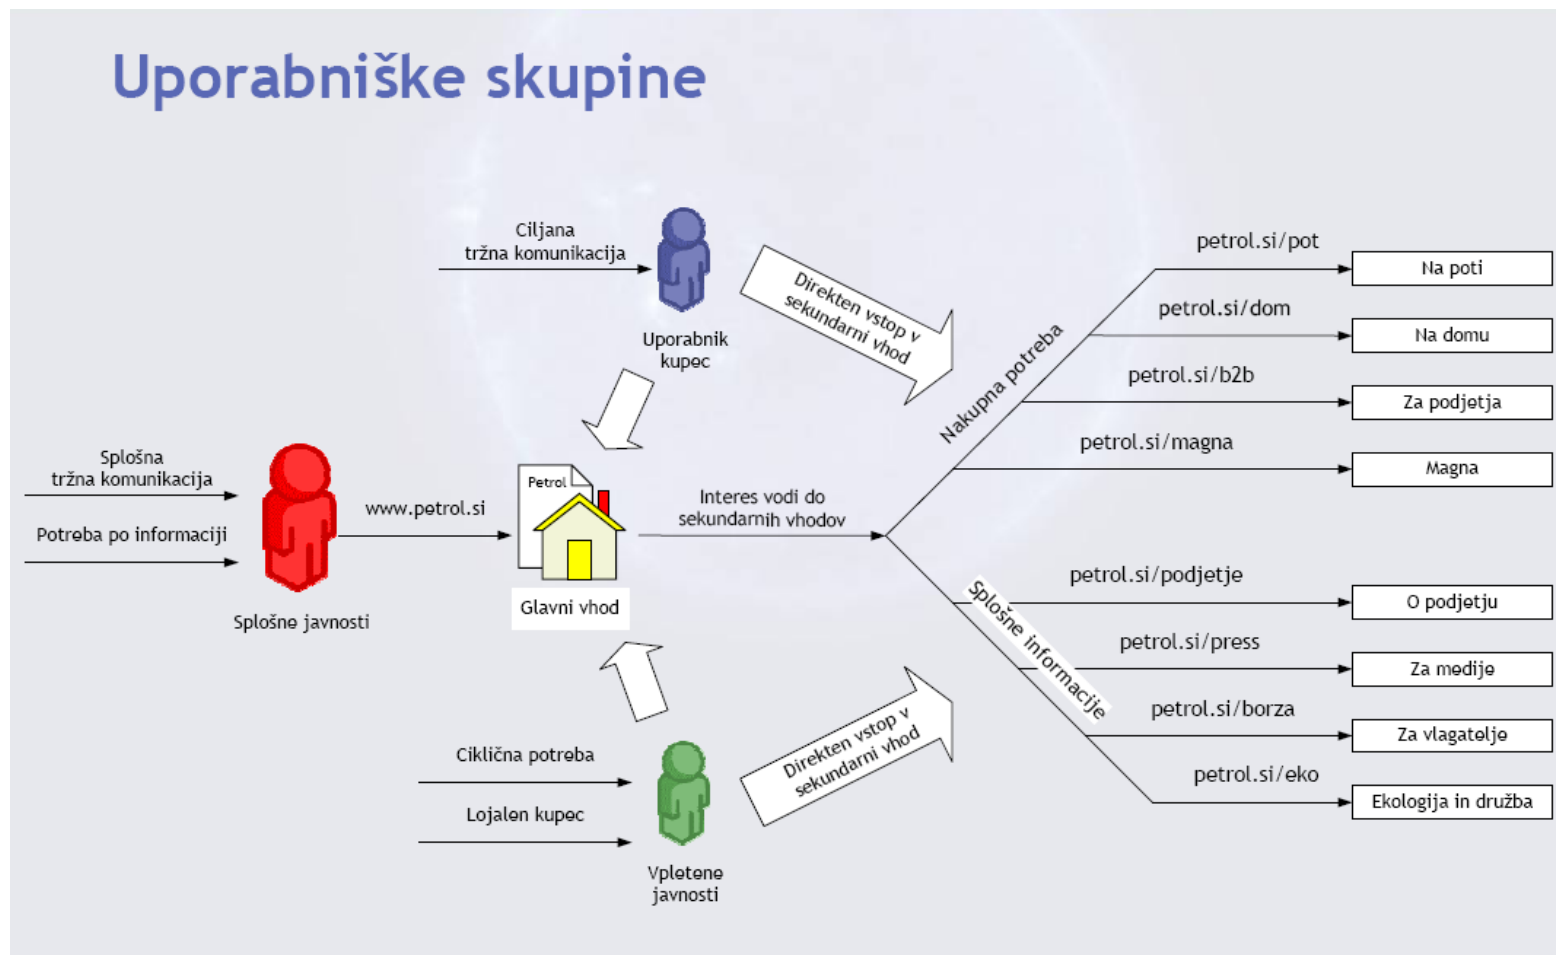 Uporabniške skupine
Ciljana
tržna komunikacija
Uporabnik
kupec
Direkten vstop v
sekundarni vhod
Splošna
tržna komunikacija
Potreba po informaciji
Splošne javnosti
www.petrol.si
Petrol
Glavni vhod
Interes vodi do
sekundarnih vhodov
Ciklična potreba
Lojalen kupec
Vpletene
javnosti
Direkten vstop v
sekundarni vhod
Nakupna potreba
petrol.si/pot
Na poti
petrol.si/dom
Na domu
petrol.si/b2b
Za podjetja
petrol.si/magna
Magna
Splošne informacije
petrol.si/podjetje
O podjetju
petrol.si/press
Za medije
petrol.si/borza
Za vlagatelje
petrol.si/eko
Ekologija in družba